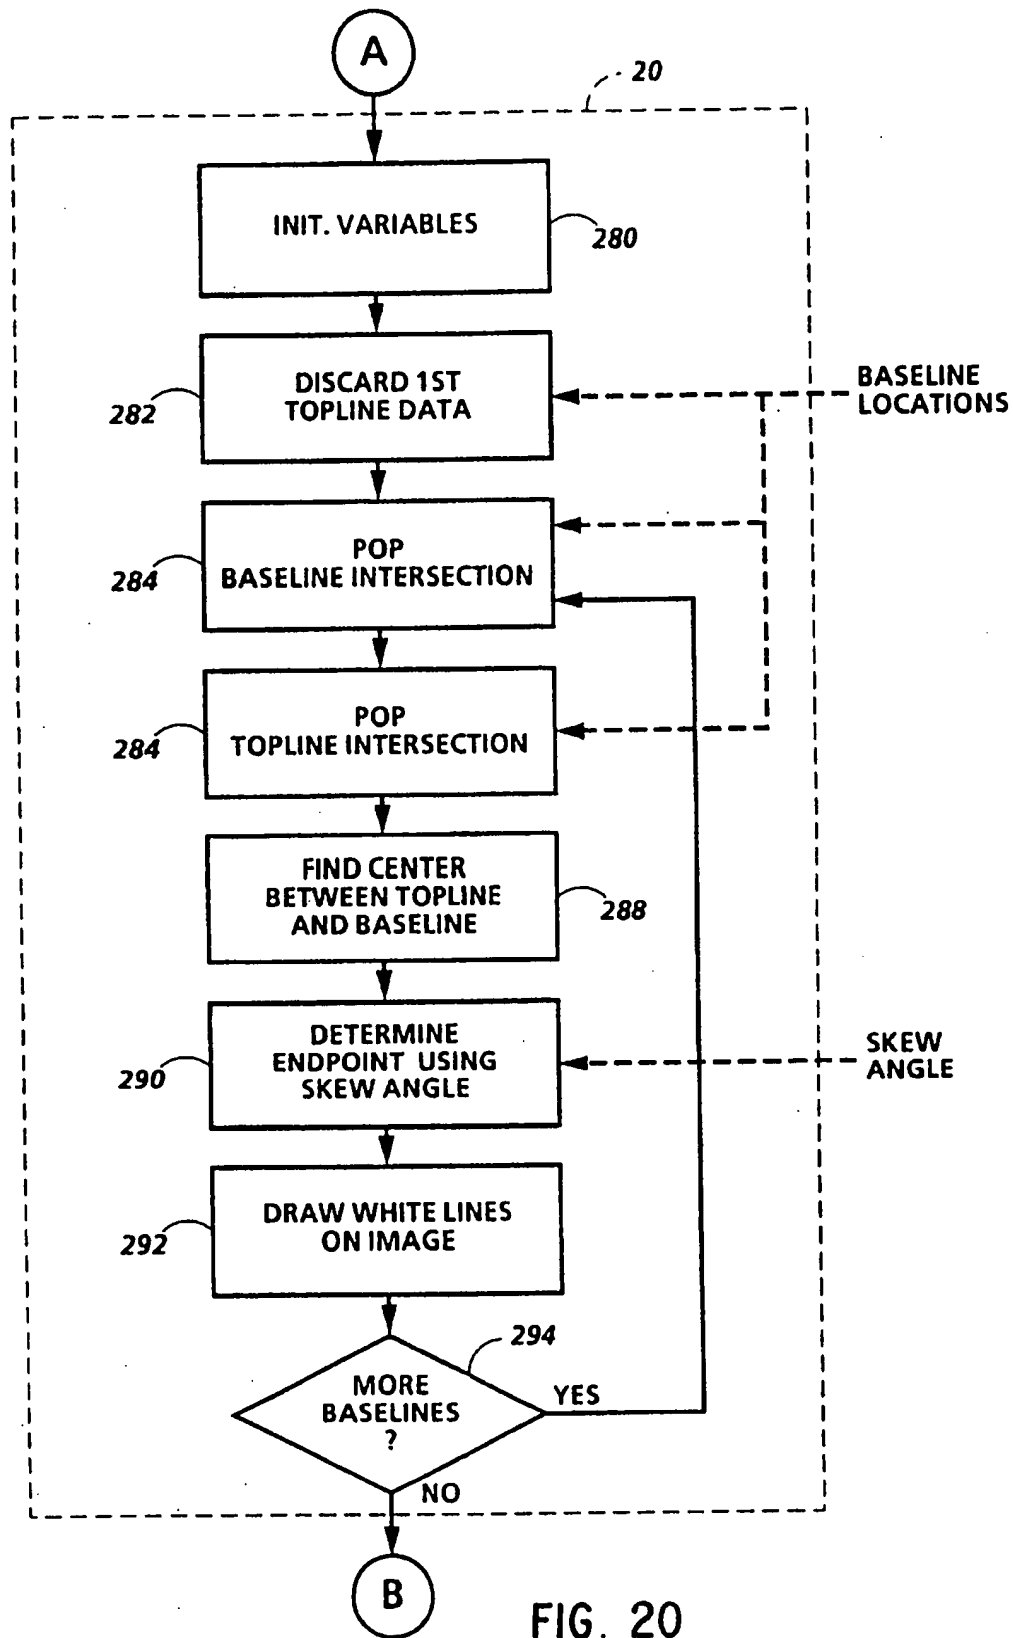 A
20
INIT. VARIABLES
280
DISCARD 1ST
TOPLINE DATA
282
BASELINE
LOCATIONS
POP
BASELINE INTERSECTION
284
POP
TOPLINE INTERSECTION
284
FIND CENTER
BETWEEN TOPLINE
AND BASELINE
288
DETERMINE
ENDPOINT USING
SKEW ANGLE
290
SKEW
ANGLE
DRAW WHITE LINES
ON IMAGE
292
294
MORE
BASELINES
?
YES
NO
B
FIG. 20